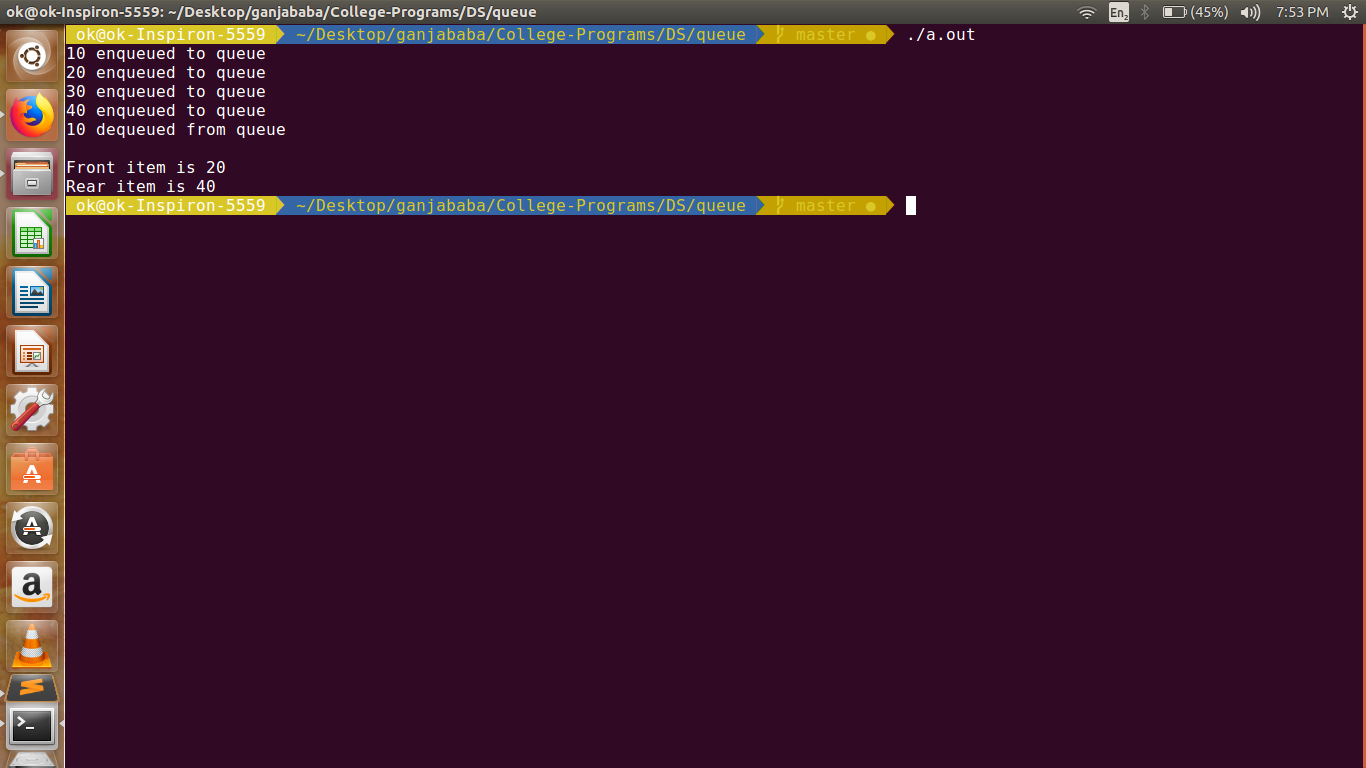 ok@ok-Inspiron-5559: ~/Desktop/ganjababa/College-Programs/DS/queue
En2 (45%) 7:53 PM
ok@ok-Inspiron-5559 ~/Desktop/ganjababa/College-Programs/DS/queue master ● ./a.out
10 enqueued to queue
20 enqueued to queue
30 enqueued to queue
40 enqueued to queue
10 dequeued from queue
Front item is 20
Rear item is 40
ok@ok-Inspiron-5559 ~/Desktop/ganjababa/College-Programs/DS/queue master ●